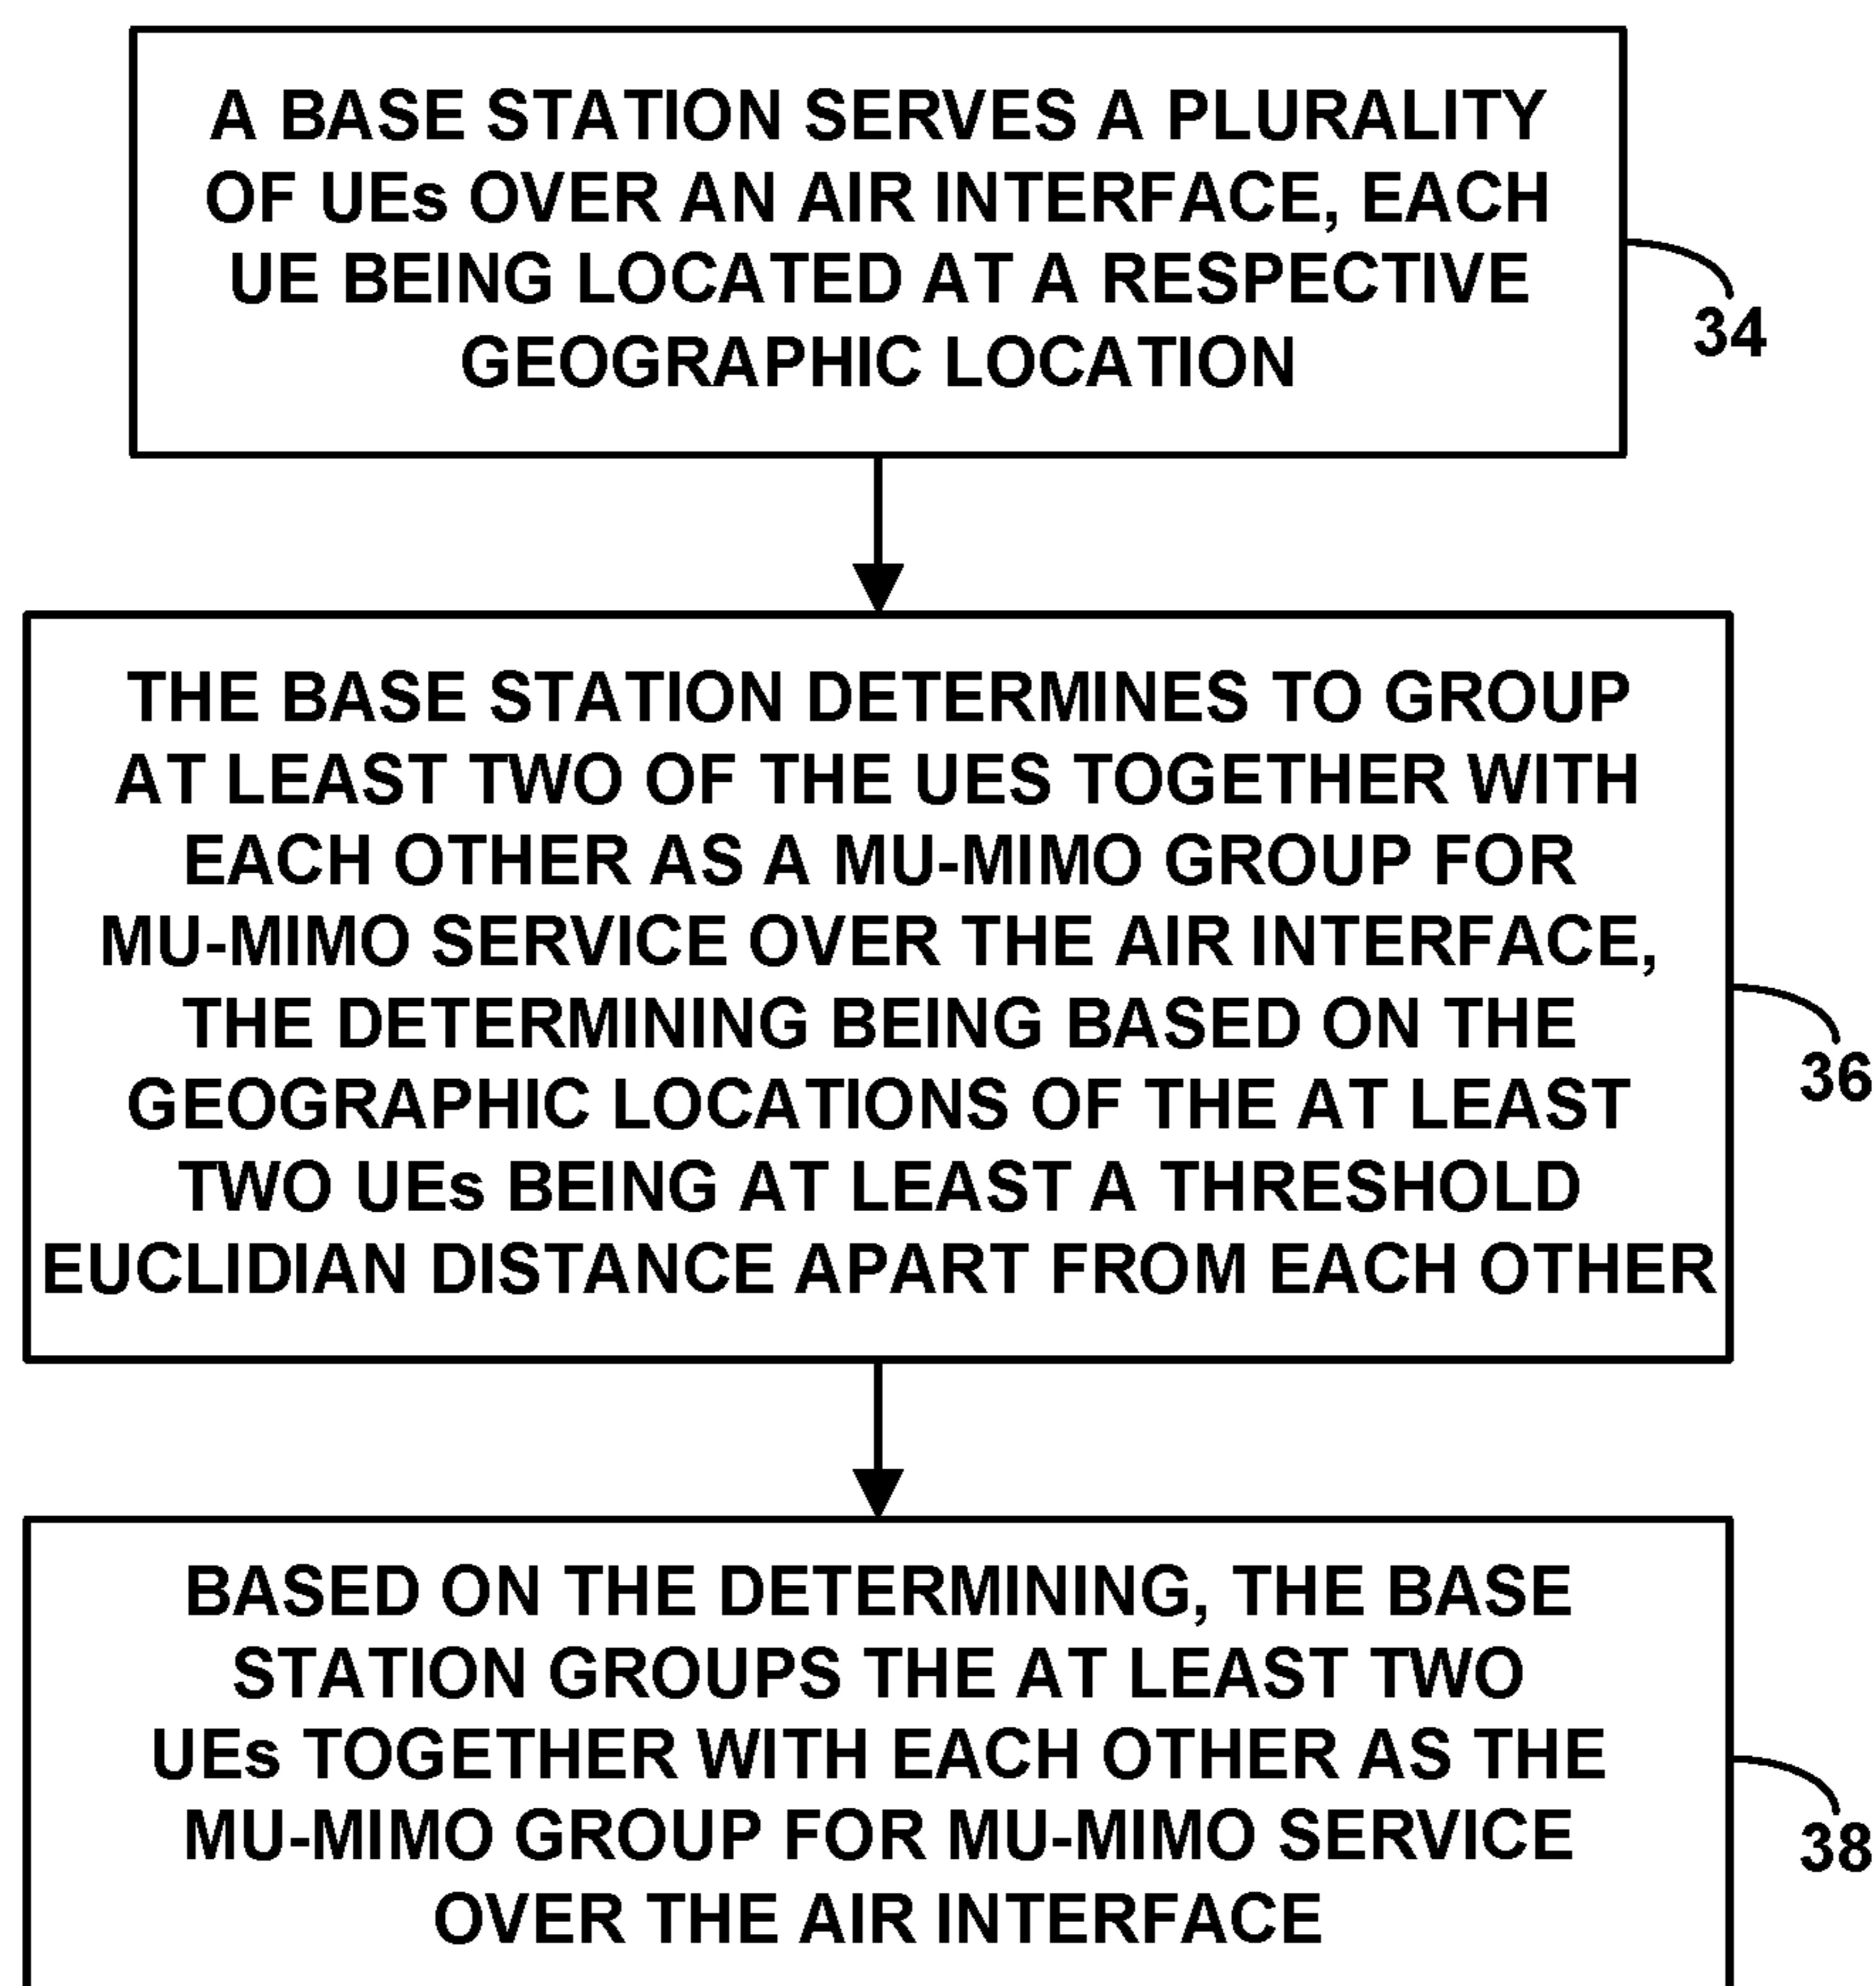 A BASE STATION SERVES A PLURALITY
OF UEs OVER AN AIR INTERFACE, EACH
UE BEING LOCATED AT A RESPECTIVE
GEOGRAPHIC LOCATION
34
THE BASE STATION DETERMINES TO GROUP
AT LEAST TWO OF THE UES TOGETHER WITH
EACH OTHER AS A MU-MIMO GROUP FOR
MU-MIMO SERVICE OVER THE AIR INTERFACE,
THE DETERMINING BEING BASED ON THE
GEOGRAPHIC LOCATIONS OF THE AT LEAST
TWO UEs BEING AT LEAST A THRESHOLD
EUCLIDIAN DISTANCE APART FROM EACH OTHER
36
BASED ON THE DETERMINING, THE BASE
STATION GROUPS THE AT LEAST TWO
UEs TOGETHER WITH EACH OTHER AS THE
MU-MIMO GROUP FOR MU-MIMO SERVICE
OVER THE AIR INTERFACE
38